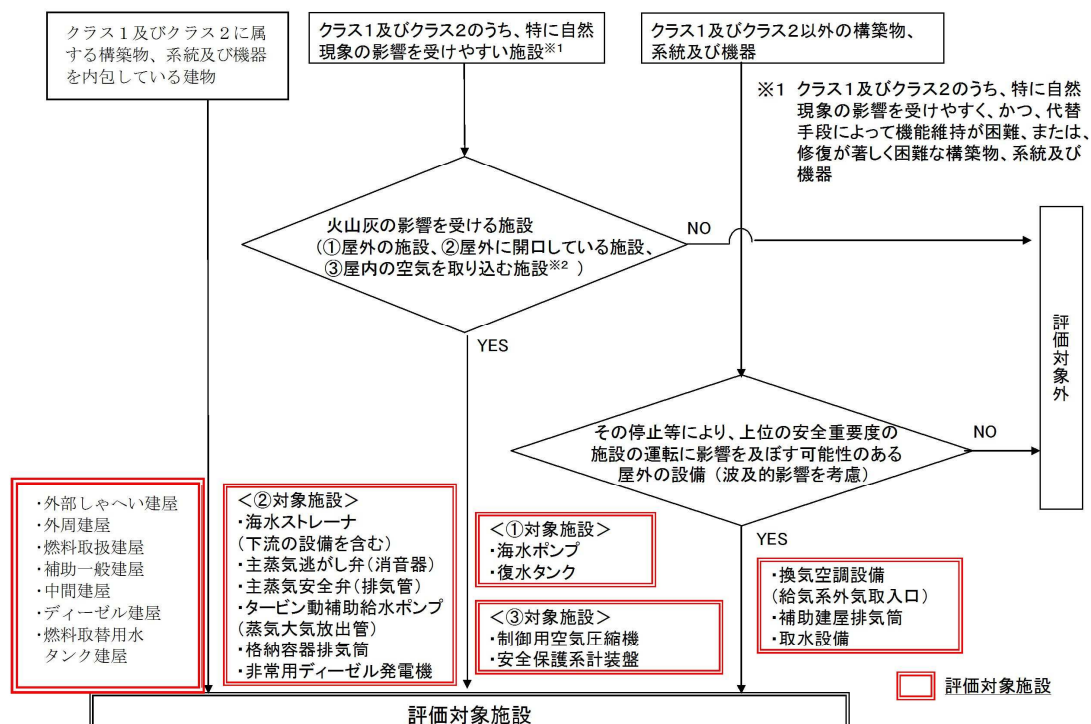 クラス1及びクラス2に属
する構築物、系統及び機器
を内包している建物
クラス1及びクラス2のうち、特に自然
現象の影響を受けやすい施設※1
クラス1及びクラス2以外の構築物、
系統及び機器
※1 クラス1及びクラス2のうち、特に自然
現象の影響を受けやすく、かつ、代替
手段によって機能維持が困難、または、
修復が著しく困難な構築物、系統及び
機器
火山灰の影響を受ける施設
(①屋外の施設、②屋外に開口している施設、
③屋内の空気を取り込む施設※2 )
NO
YES
評価対象外
その停止等により、上位の安全重要度の
施設の運転に影響を及ぼす可能性のある
屋外の設備 (波及的影響を考慮)
NO
YES
・外部しゃへい建屋
・外周建屋
・燃料取扱建屋
・補助一般建屋
・中間建屋
・ディーゼル建屋
・燃料取替用水
タンク建屋
<②対象施設>
・海水ストレーナ
(下流の設備を含む)
・主蒸気逃がし弁(消音器)
・主蒸気安全弁(排気管)
・タービン動補助給水ポンプ
(蒸気大気放出管)
・格納容器排気筒
・非常用ディーゼル発電機
<①対象施設>
・海水ポンプ
・復水タンク
<③対象施設>
・制御用空気圧縮機
・安全保護系計装盤
・換気空調設備
(給気系外気取入口)
・補助建屋排気筒
・取水設備
評価対象施設
評価対象施設